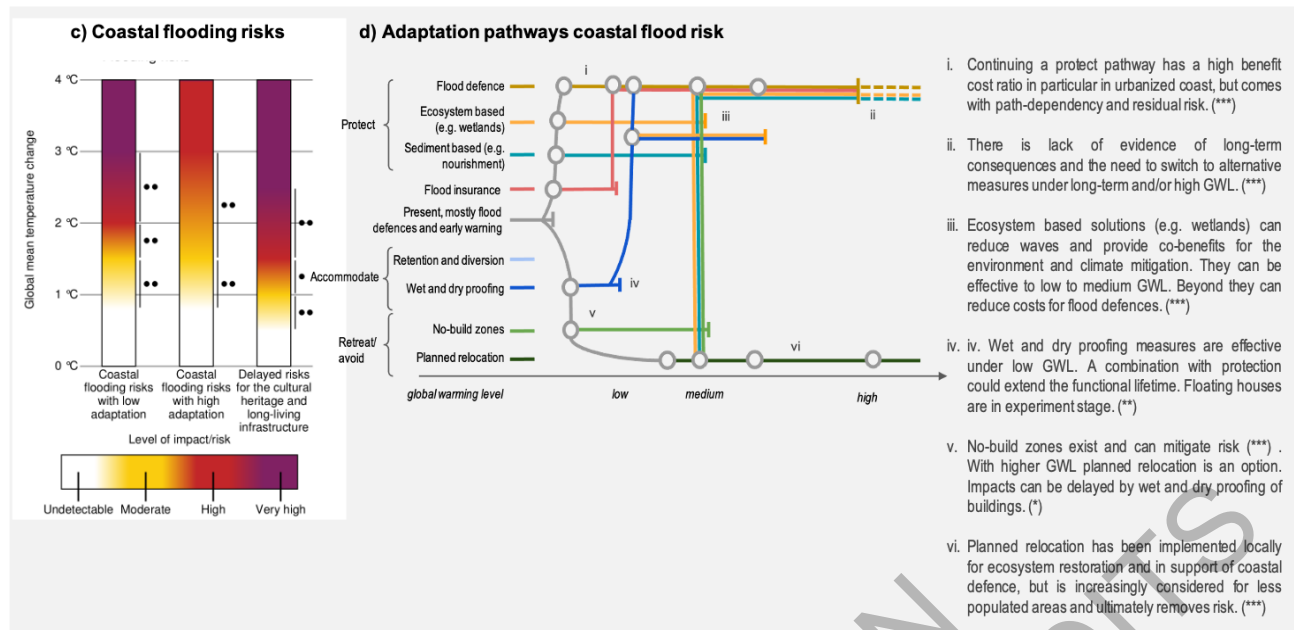 c) Coastal flooding risks
4 °C
3 °C
2 °C
1 °C
0 °C
Global mean temperature change
Coastal
flooding risks
with low
adaptation
Coastal
flooding risks
with high
adaptation
Delayed risks
for the cultural
heritage and
long-living
infrastructure
Level of impact/risk
Undetectable Moderate High Very high
d) Adaptation pathways coastal flood risk
Protect
Flood defence
Ecosystem based
(e.g. wetlands)
Sediment based (e.g.
nourishment)
Flood insurance
Present, mostly flood
defences and early warning
Accommodate
Retention and diversion
Wet and dry proofing
Retreat/
avoid
No-build zones
Planned relocation
i
ii
iii
iv
v
vi
global warming level low medium high
i. Continuing a protect pathway has a high benefit
cost ratio in particular in urbanized coast, but comes
with path-dependency and residual risk. (***)
ii. There is lack of evidence of long-term
consequences and the need to switch to alternative
measures under long-term and/or high GWL. (***)
iii. Ecosystem based solutions (e.g. wetlands) can
reduce waves and provide co-benefits for the
environment and climate mitigation. They can be
effective to low to medium GWL. Beyond they can
reduce costs for flood defences. (***)
iv. iv. Wet and dry proofing measures are effective
under low GWL. A combination with protection
could extend the functional lifetime. Floating houses
are in experiment stage. (**)
v. No-build zones exist and can mitigate risk (***) .
With higher GWL planned relocation is an option.
Impacts can be delayed by wet and dry proofing of
buildings. (*)
vi. Planned relocation has been implemented locally
for ecosystem restoration and in support of coastal
defence, but is increasingly considered for less
populated areas and ultimately removes risk. (***)